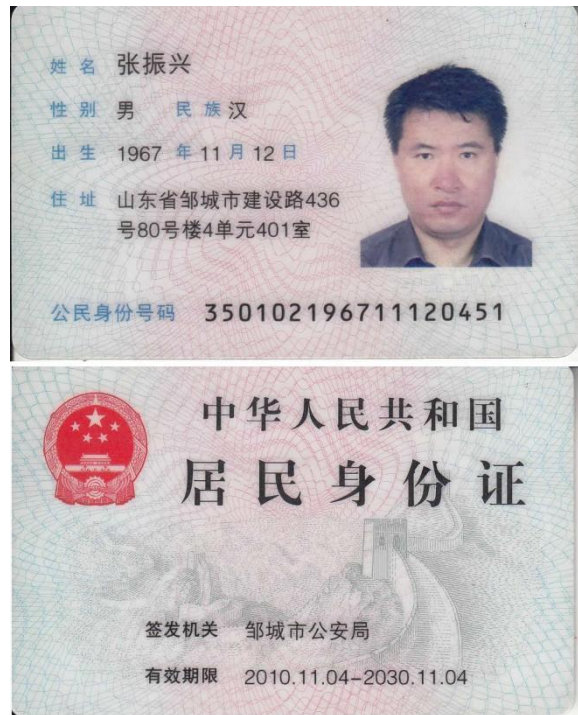 姓名 张振兴
性别 男 民族 汉
出生 1967 年 11 月 12 日
住址 山东省邹城市建设路436
号80号楼4单元401室
公民身份号码 350102196711120451
中华人民共和国
居民身份证
签发机关 邹城市公安局
有效期限 2010.11.04-2030.11.04